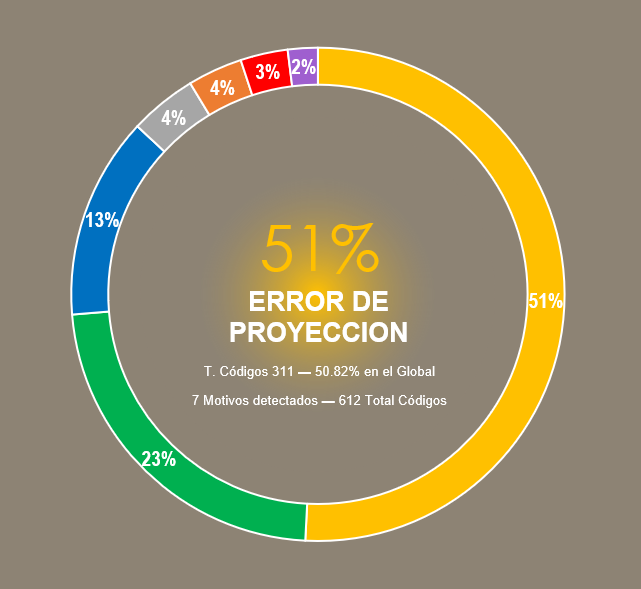 2%
3%
4%
4%
13%
51%
ERROR DE
PROYECCION
51%
T. Códigos 311 — 50.82% en el Global
7 Motivos detectados — 612 Total Códigos
23%